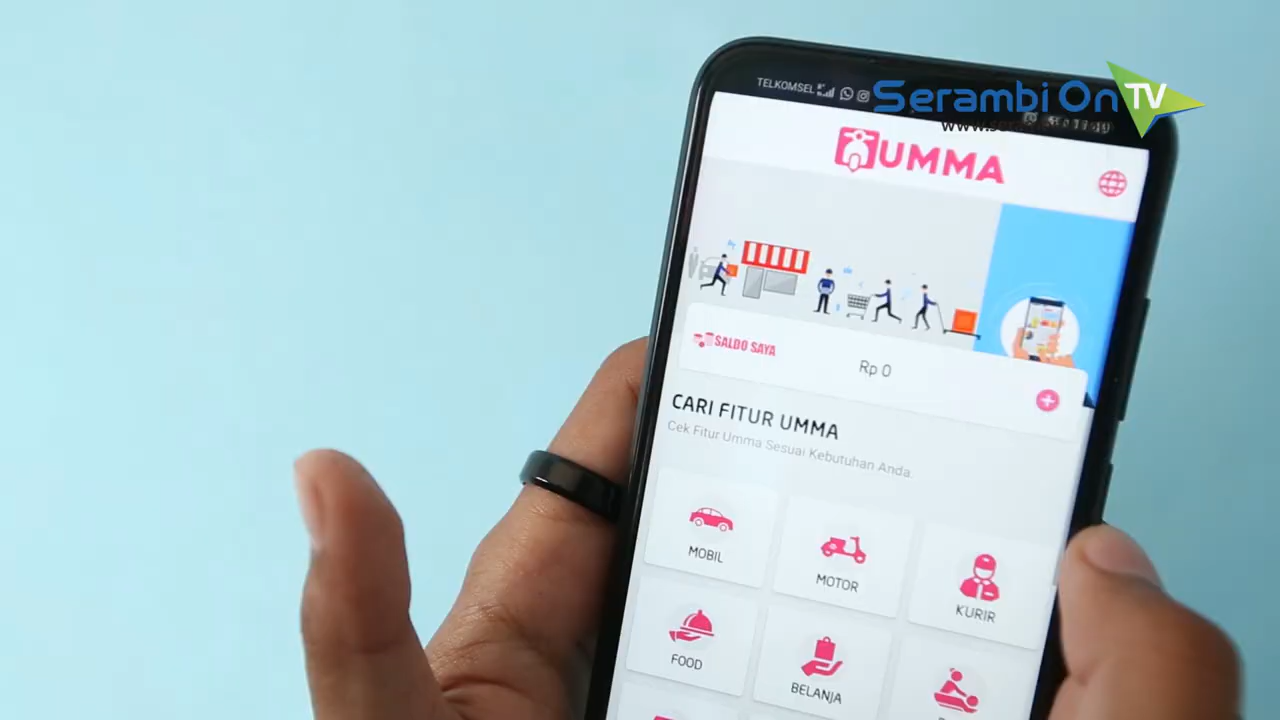 TELKOMSEL
Serambi On TV
UMMA
SALDO SAYA
Rp 0
CARI FITUR UMMA
Cek Fitur Umma Sesuai Kebutuhan Anda.
MOBIL
MOTOR
KURIR
FOOD
BELANJA